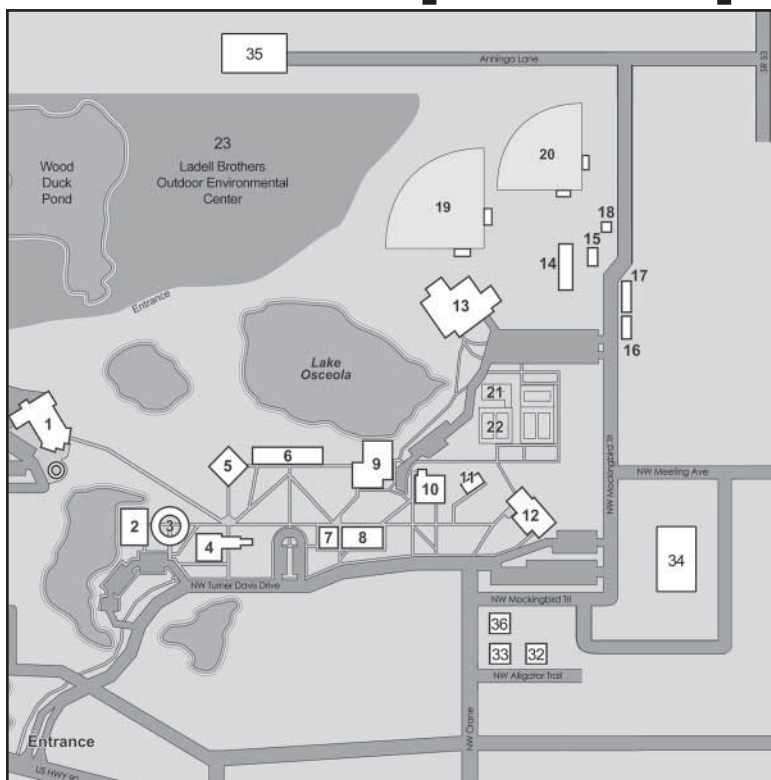 35
Anhinga Lane
SR 53
23
Ladell Brothers
Outdoor Environmental
Center
Wood
Duck
Pond
20
19
18
15
14
17
16
Entrance
13
Lake
Osceola
21
22
1
5
6
9
10
11
12
NW Mockingbird Trl
NW Meeting Ave
2
3
4
7
8
34
NW Turner Davis Drive
NW Mockingbird Trl
36
33
32
NW Alligator Trail
NW Crane
Entrance
US HWY 90